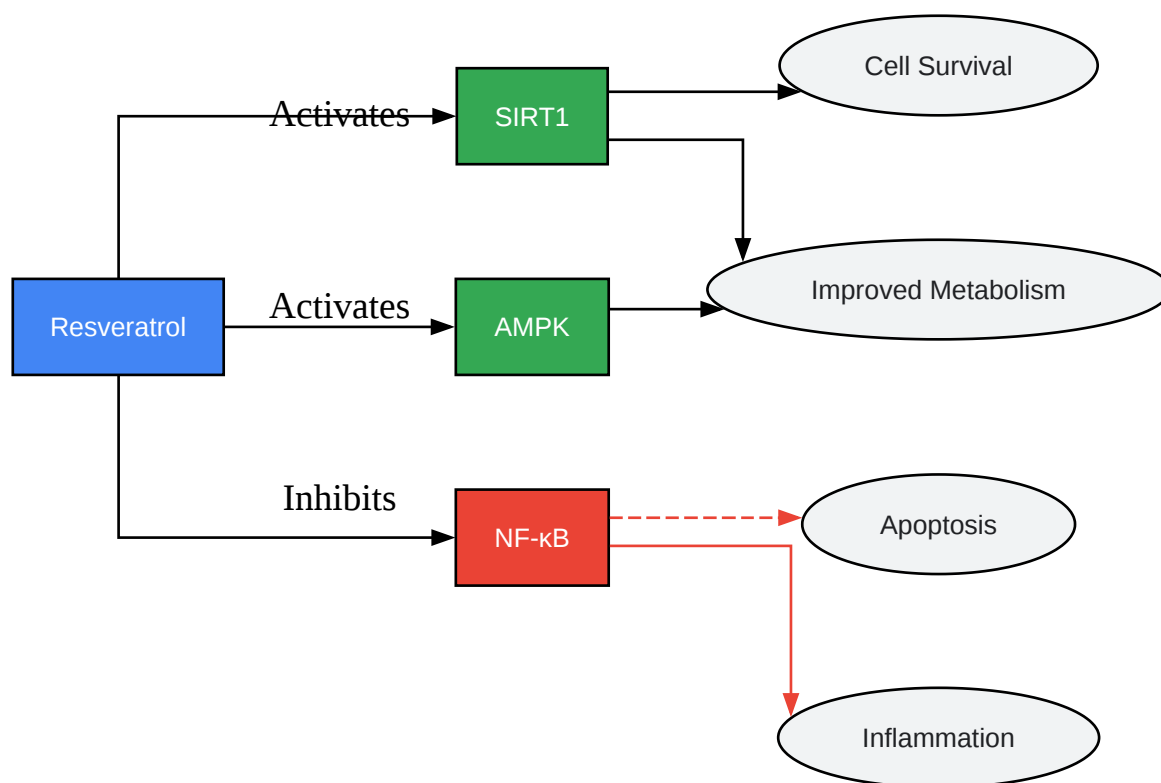 Cell Survival
Activates
SIRT1
Improved Metabolism
Activates
Resveratrol
AMPK
Inhibits
Apoptosis
NF-κB
Inflammation